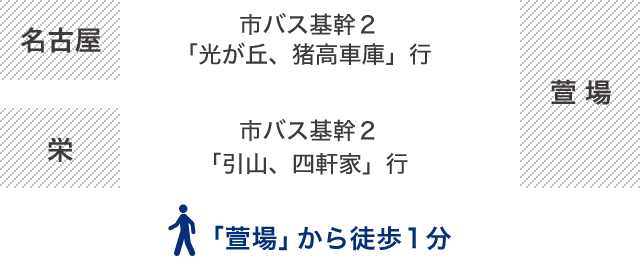 名古屋
市バス基幹２
「光が丘、猪高車庫」行
栄
市バス基幹２
「引山、四軒家」行
萱場
「萱場」から徒歩１分